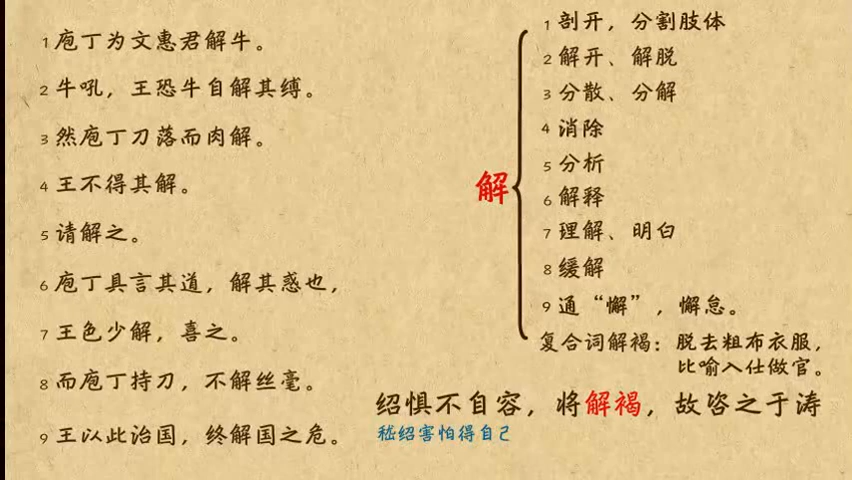 1 庖丁为文惠君解牛。
2 牛吼，王恐牛自解其缚。
3 然庖丁刀落而肉解。
4 王不得其解。
5 请解之。
6 庖丁具言其道，解其惑也，
7 王色少解，喜之。
8 而庖丁持刀，不解丝毫。
9 王以此治国，终解国之危。
解
1 剖开，分割肢体
2 解开、解脱
3 分散、分解
4 消除
5 分析
6 解释
7 理解、明白
8 缓解
9 通“懈”，懈怠。
复合词解褐：脱去粗布衣服，
比喻入仕做官。
绍惧不自容，将解褐，故咨之于涛
嵇绍害怕得自己